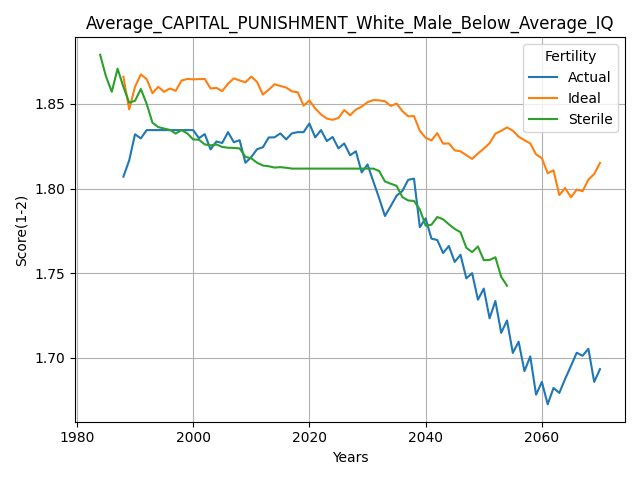 Average_CAPITAL_PUNISHMENT_White_Male_Below_Average_IQ
Fertility
Actual
Ideal
Sterile
Score(1-2)
1.85
1.80
1.75
1.70
1980
2000
2020
2040
2060
Years